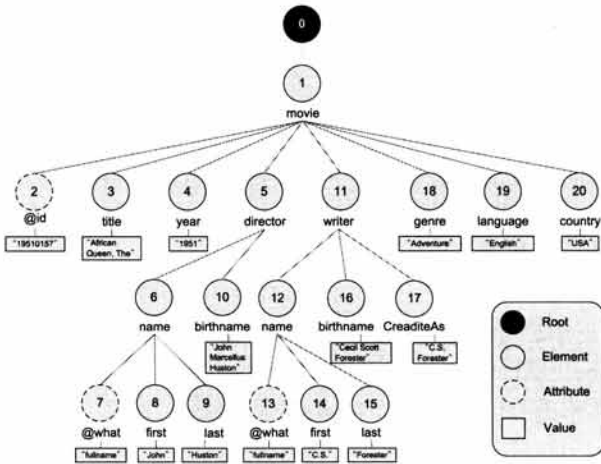 0
1
movie
2 3 4 5 11 18 19 20
@id title year director writer genre language country
"19510157" "African Queen, The" "1951" "Adventure" "English" "USA"
6 10 12 16 17
name birthname name birthname CreaditeAs
"John Marcellus Huston" "Cecil Scott Forester" "C.S. Forester"
7 8 9 13 14 15
@what first last @what first last
"fullname" "John" "Huston" "fullname" "C.S." "Forester"
Root
Element
Attribute
Value